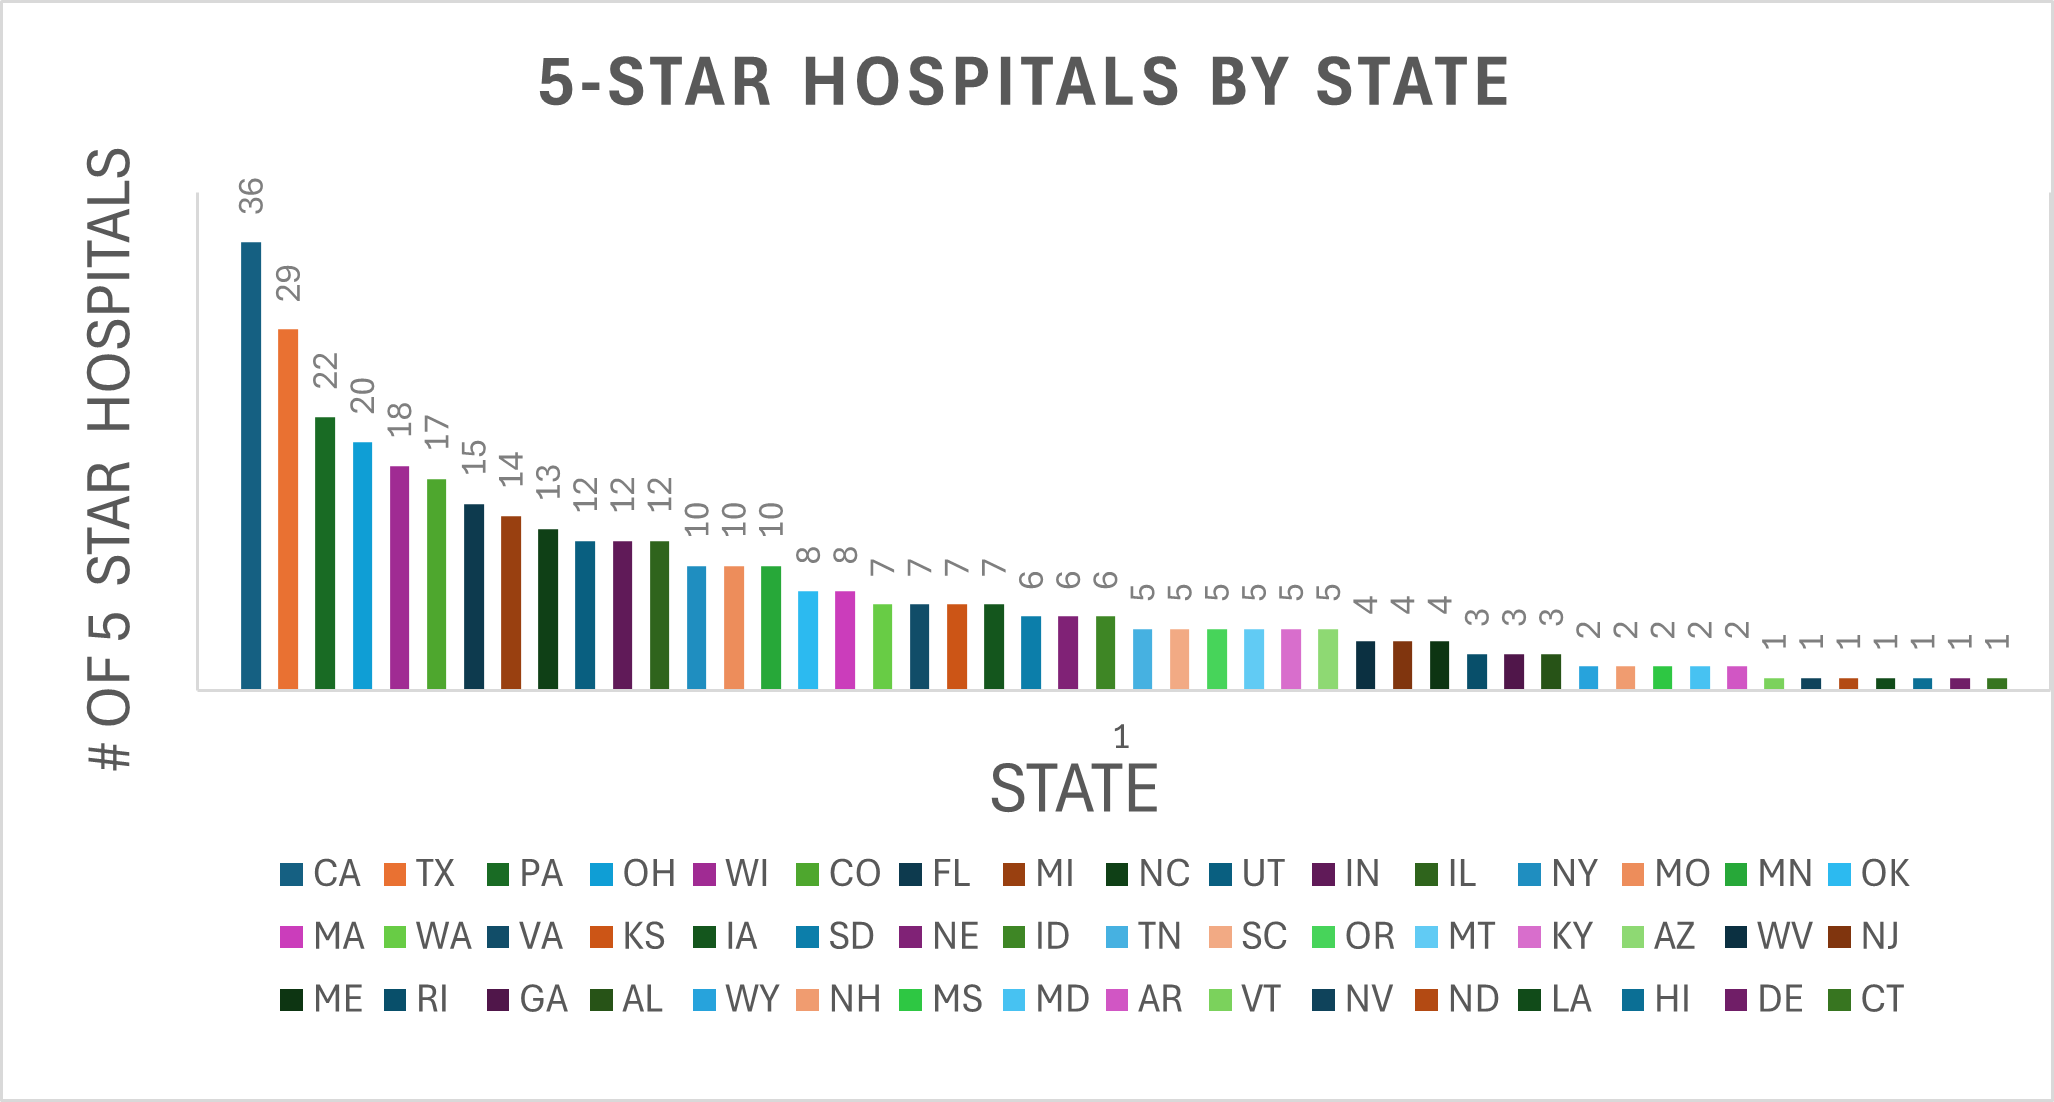 5-STAR HOSPITALS BY STATE
# OF 5 STAR HOSPITALS
36 29 22 20 18 17 15 14 13 12 12 12 10 10 10 8 8 7 7 7 7 6 6 6 5 5 5 5 5 5 4 4 4 3 3 3 2 2 2 2 2 1 1 1 1 1 1 1
1
STATE
CA TX PA OH WI CO FL MI NC UT IN IL NY MO MN OK
MA WA VA KS IA SD NE ID TN SC OR MT KY AZ WV NJ
ME RI GA AL WY NH MS MD AR VT NV ND LA HI DE CT